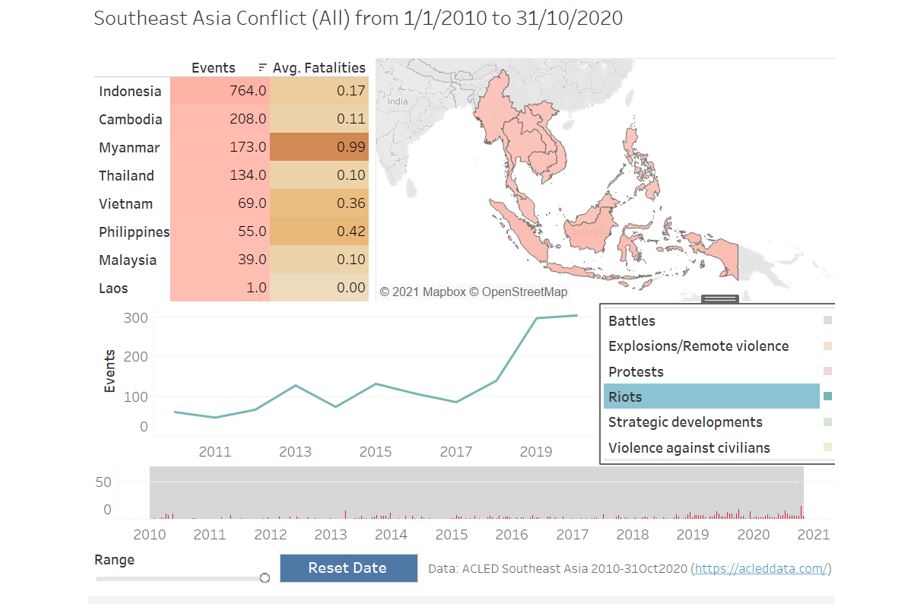 Southeast Asia Conflict (All) from 1/1/2010 to 31/10/2020
Events Avg. Fatalities
Indonesia 764.0 0.17
Cambodia 208.0 0.11
Myanmar 173.0 0.99
Thailand 134.0 0.10
Vietnam 69.0 0.36
Philippines 55.0 0.42
Malaysia 39.0 0.10
Laos 1.0 0.00
India
© 2021 Mapbox © OpenStreetMap
300
200
100
0
Events
2011 2013 2015 2017 2019
Battles
Explosions/Remote violence
Protests
Riots
Strategic developments
Violence against civilians
50
0
2010 2011 2012 2013 2014 2015 2016 2017 2018 2019 2020 2021
Range
Reset Date
Data: ACLED Southeast Asia 2010-31Oct2020 (https://acleddata.com/)